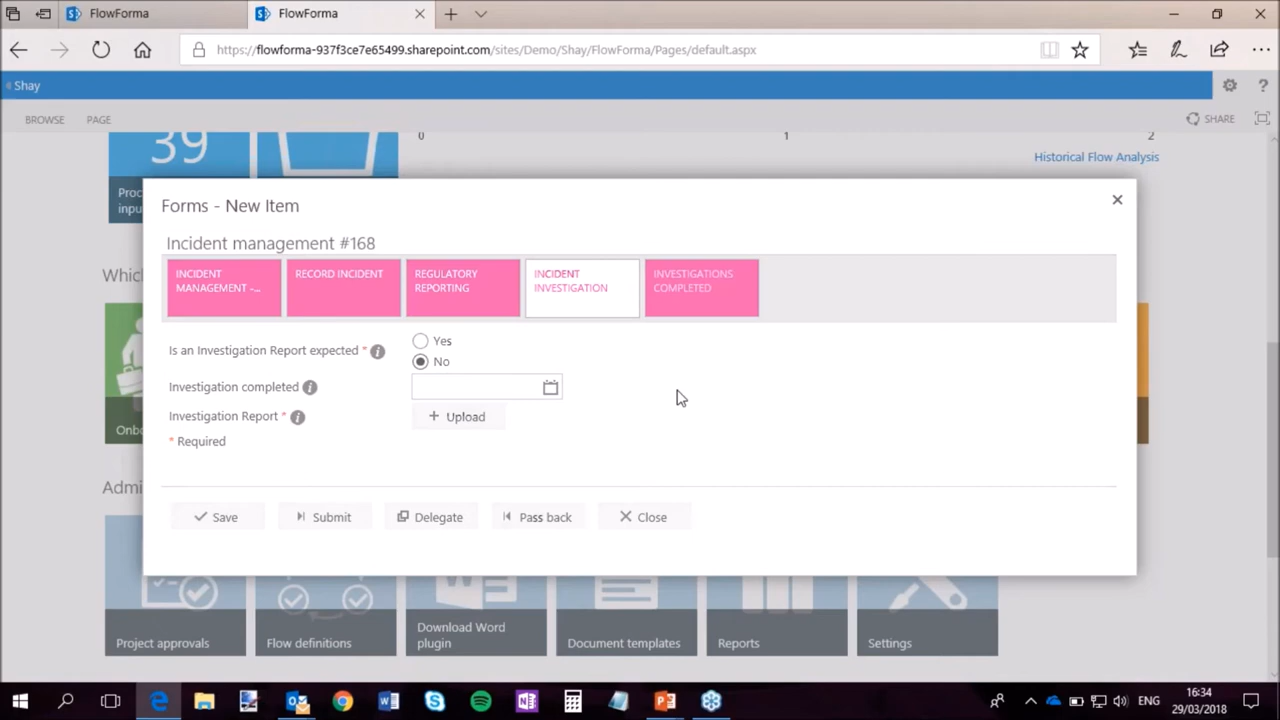 FlowForma
FlowForma
https://flowforma-937f3ce7e65499.sharepoint.com/sites/Demo/Shay/FlowForma/Pages/default.aspx
Shay
BROWSE PAGE
SHARE
39
0 1 2
Historical Flow Analysis
Forms - New Item
Incident management #168
INCIDENT
MANAGEMENT -...
RECORD INCIDENT
REGULATORY
REPORTING
INCIDENT
INVESTIGATION
INVESTIGATIONS
COMPLETED
Is an Investigation Report expected *
Yes
No
Investigation completed
Investigation Report *
Upload
* Required
Save
Submit
Delegate
Pass back
Close
Project approvals
Flow definitions
Download Word
plugin
Document templates
Reports
Settings
ENG
16:34
29/03/2018